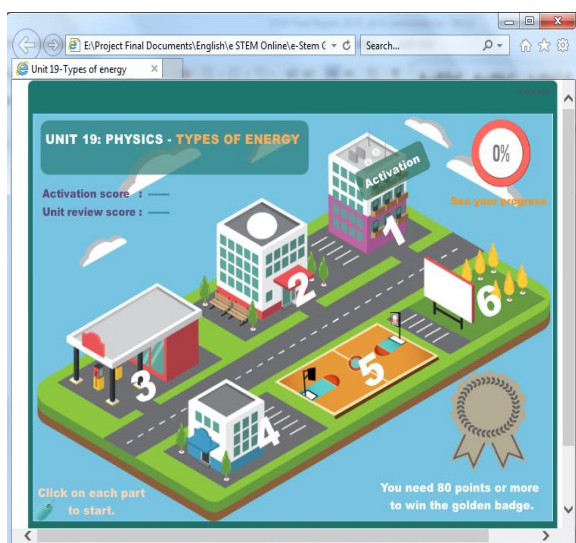 E:\Project Final Documents\English\e STEM Online\e-Stem C
Search...
Unit 19-Types of energy
UNIT 19: PHYSICS - TYPES OF ENERGY
0%
Activation score :
Unit review score :
See your progress
Activation
1
2
3
4
5
6
Click on each part
to start.
You need 80 points or more
to win the golden badge.